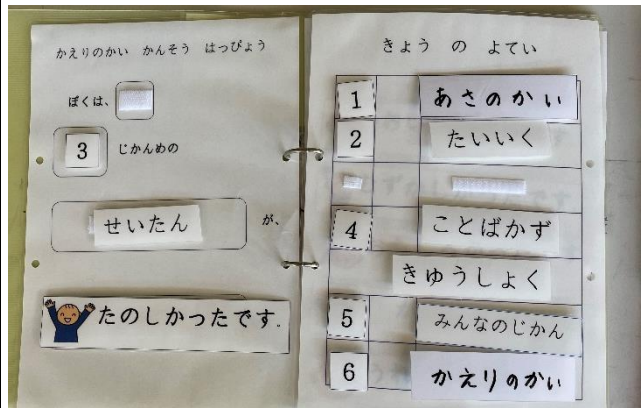 かえりのかい　かんそう　はっぴょう
ぼくは、
3　じかんめの
せいたん　が、
たのしかったです。
きょう　の　よてい
1　あさのかい
2　たいいく
4　ことばかず
きゅうしょく
5　みんなのじかん
6　かえりのかい